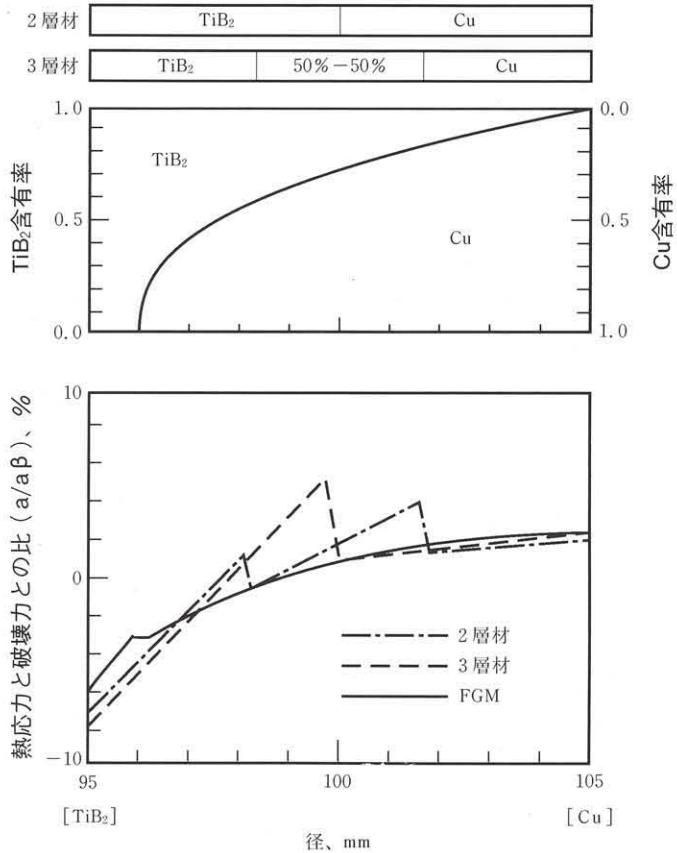 2層材 TiB₂ Cu
3層材 TiB₂ 50%-50% Cu
1.0 0.0
TiB₂
TiB₂含有率
0.5 0.5
Cu
Cu含有率
0.0 1.0
10
熱応力と破壊力との比(a/aβ)、%
0
2層材
3層材
FGM
-10
95 100 105
[TiB₂] [Cu]
径、mm